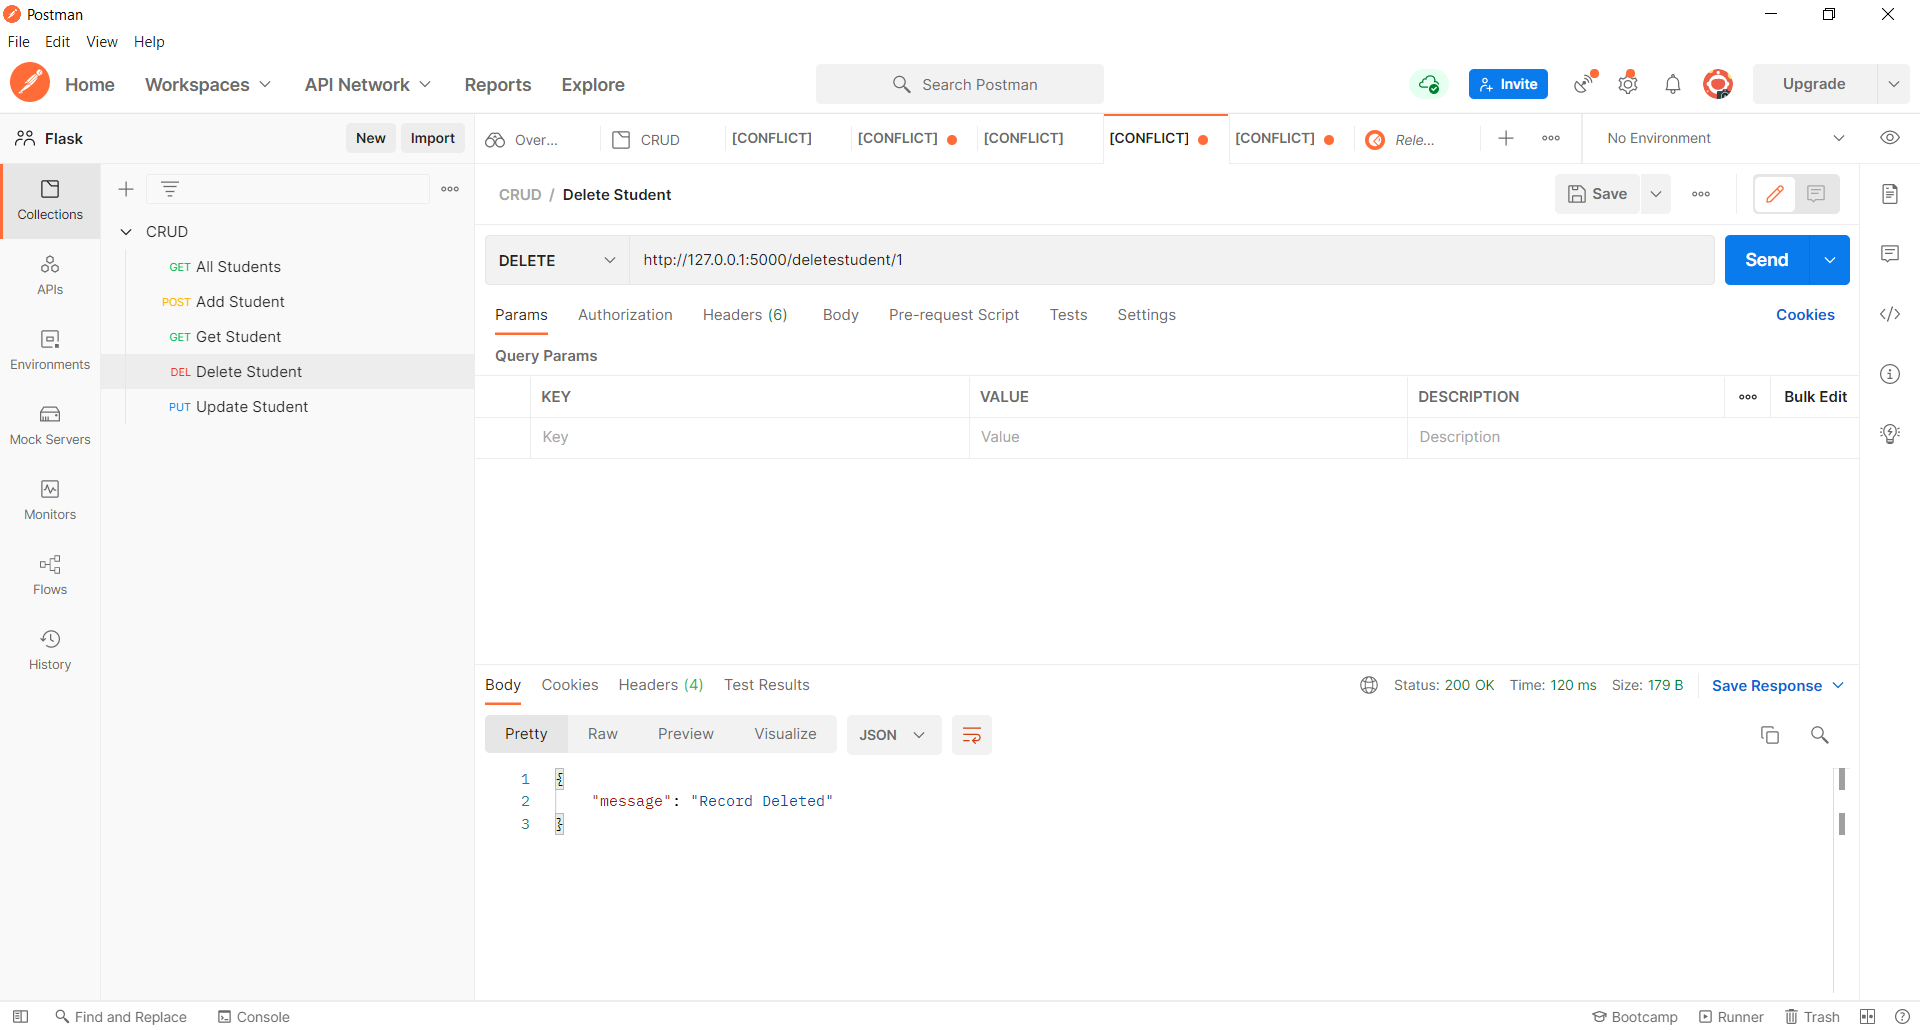 Postman
File Edit View Help
Home Workspaces API Network Reports Explore Search Postman Invite Upgrade
Flask New Import Over... CRUD [CONFLICT] [CONFLICT] [CONFLICT] [CONFLICT] [CONFLICT] Rele... No Environment
Collections
APIs
Environments
Mock Servers
Monitors
Flows
History
CRUD
GET All Students
POST Add Student
GET Get Student
DEL Delete Student
PUT Update Student
CRUD / Delete Student Save
DELETE http://127.0.0.1:5000/deletestudent/1 Send
Params Authorization Headers (6) Body Pre-request Script Tests Settings Cookies
Query Params
KEY VALUE DESCRIPTION Bulk Edit
Key Value Description
Body Cookies Headers (4) Test Results Status: 200 OK Time: 120 ms Size: 179 B Save Response
Pretty Raw Preview Visualize JSON
1 {
2 "message": "Record Deleted"
3 }
Find and Replace Console Bootcamp Runner Trash